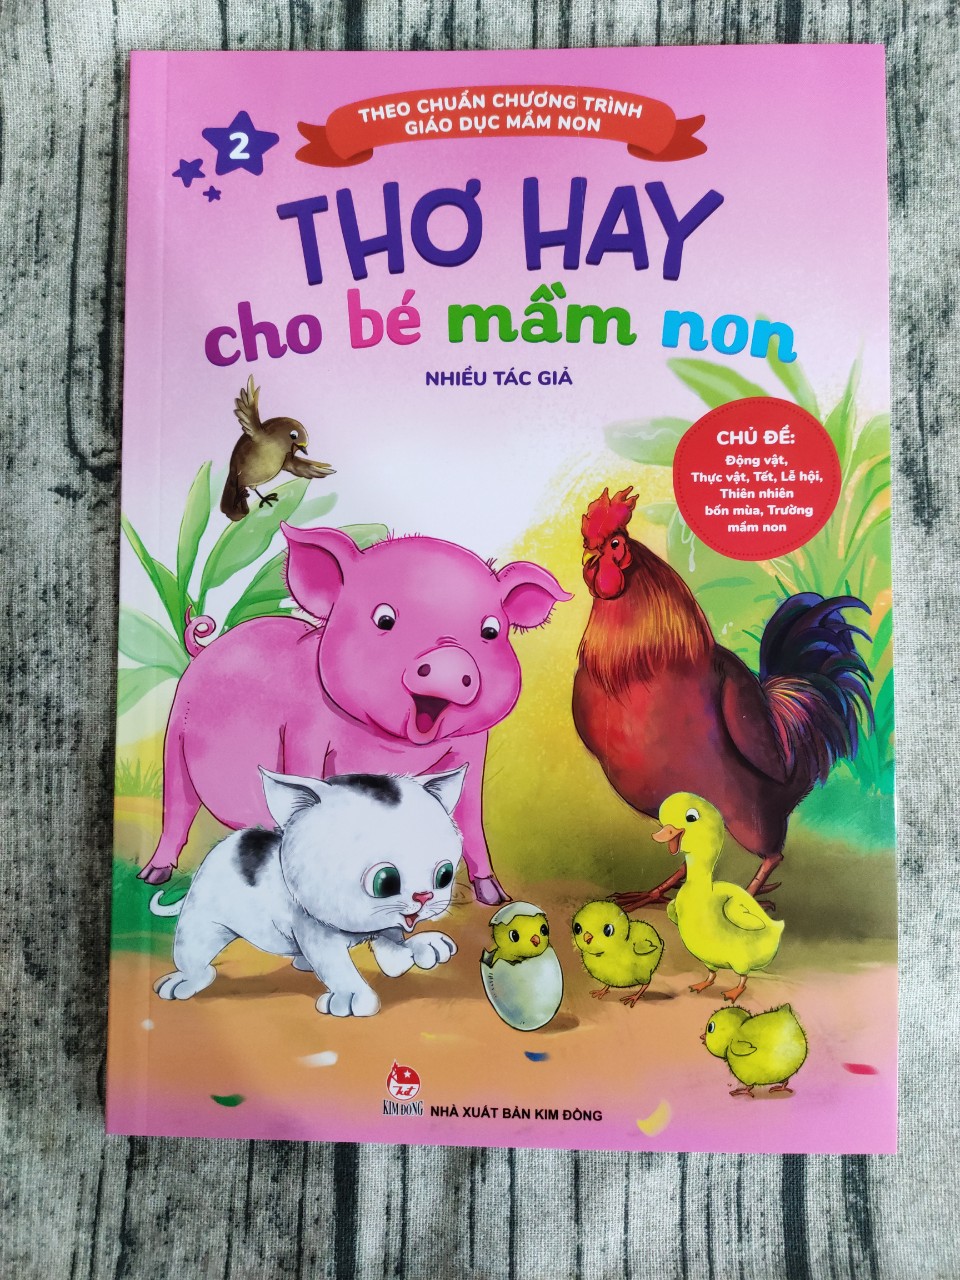 THEO CHUẨN CHƯƠNG TRÌNH
GIÁO DỤC MẦM NON
2
THƠ HAY
cho bé mầm non
NHIỀU TÁC GIẢ
CHỦ ĐỀ:
Động vật,
Thực vật, Tết, Lễ hội,
Thiên nhiên
bốn mùa, Trường
mầm non
KIM ĐỒNG
NHÀ XUẤT BẢN KIM ĐỒNG